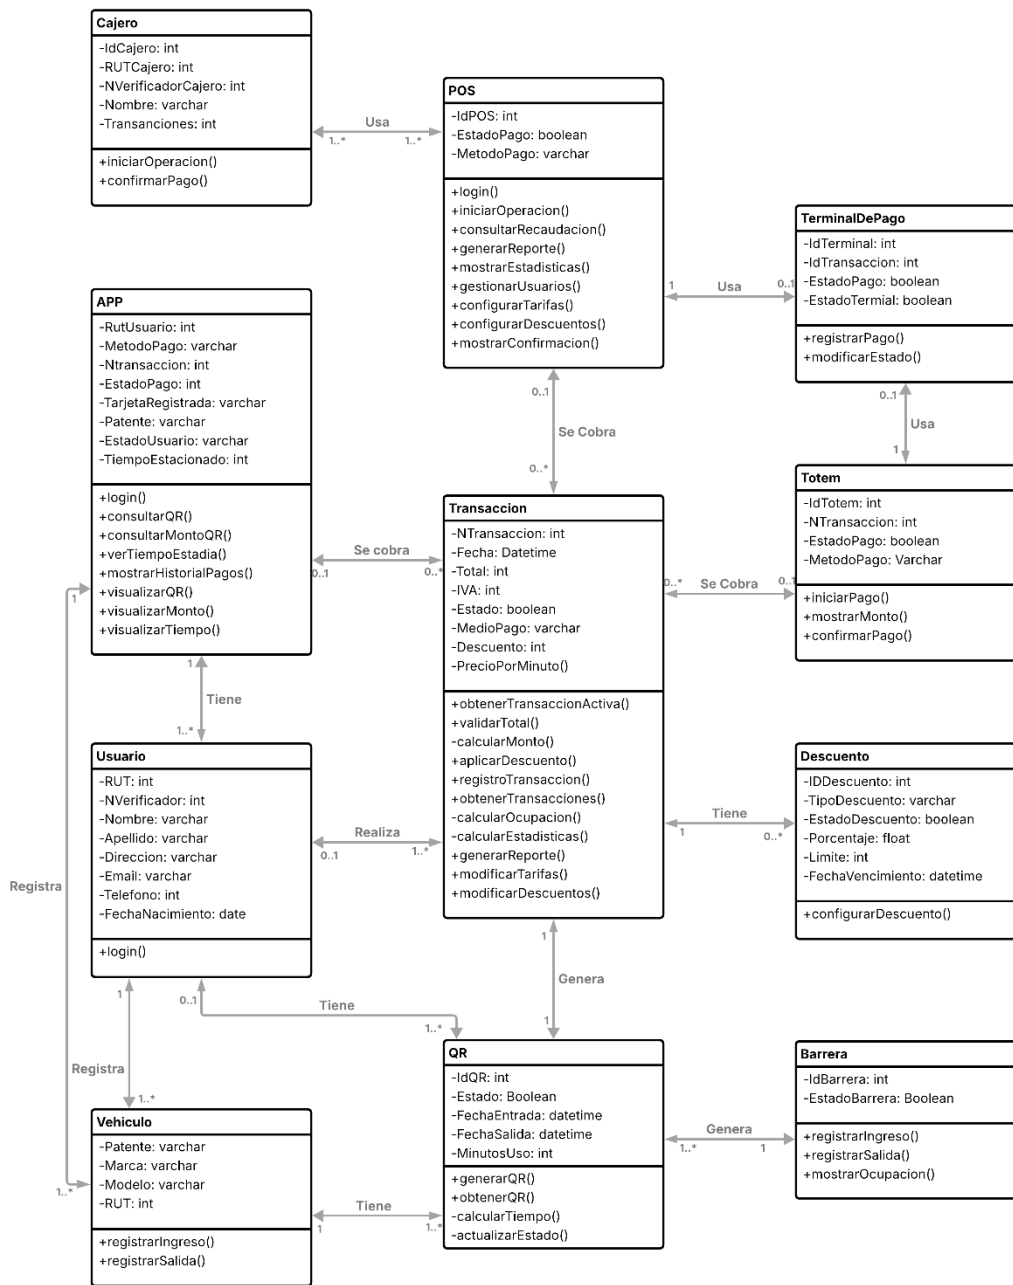 Cajero
-IdCajero: int
-RUTCajero: int
-NVerificadorCajero: int
-Nombre: varchar
-Transanciones: int
+iniciarOperacion()
+confirmarPago()
Usa
1..*
1..*
POS
-IdPOS: int
-EstadoPago: boolean
-MetodoPago: varchar
+login()
+iniciarOperacion()
+consultarRecaudacion()
+generarReporte()
+mostrarEstadisticas()
+gestionarUsuarios()
+configurarTarifas()
+configurarDescuentos()
+mostrarConfirmacion()
1
Usa
0..1
TerminalDePago
-IdTerminal: int
-IdTransaccion: int
-EstadoPago: boolean
-EstadoTermial: boolean
+registrarPago()
+modificarEstado()
0..1
Usa
1
APP
-RutUsuario: int
-MetodoPago: varchar
-Ntransaccion: int
-EstadoPago: int
-TarjetaRegistrada: varchar
-Patente: varchar
-EstadoUsuario: varchar
-TiempoEstacionado: int
+login()
+consultarQR()
+consultarMontoQR()
+verTiempoEstadia()
+mostrarHistorialPagos()
+visualizarQR()
+visualizarMonto()
+visualizarTiempo()
0..1
Se Cobra
0..*
Se cobra
0..1
0..*
Transaccion
-NTransaccion: int
-Fecha: Datetime
-Total: int
-IVA: int
-Estado: boolean
-MedioPago: varchar
-Descuento: int
-PrecioPorMinuto()
+obtenerTransaccionActiva()
+validarTotal()
-calcularMonto()
+aplicarDescuento()
+registroTransaccion()
+obtenerTransacciones()
-calcularOcupacion()
-calcularEstadisticas()
+generarReporte()
+modificarTarifas()
+modificarDescuentos()
0..*
Se Cobra
0..1
Totem
-IdTotem: int
-NTransaccion: int
-EstadoPago: boolean
-MetodoPago: Varchar
+iniciarPago()
+mostrarMonto()
+confirmarPago()
1
1
Tiene
1..*
Usuario
-RUT: int
-NVerificador: int
-Nombre: varchar
-Apellido: varchar
-Direccion: varchar
-Email: varchar
-Telefono: int
-FechaNacimiento: date
+login()
Realiza
0..1
1..*
Tiene
1
0..*
Descuento
-IDDescuento: int
-TipoDescuento: varchar
-EstadoDescuento: boolean
-Porcentaje: float
-Limite: int
-FechaVencimiento: datetime
+configurarDescuento()
Registra
1
Genera
1
1
0..1
Tiene
1..*
Registra
1..*
1..*
Vehiculo
-Patente: varchar
-Marca: varchar
-Modelo: varchar
-RUT: int
+registrarIngreso()
+registrarSalida()
Tiene
1
1..*
QR
-IdQR: int
-Estado: Boolean
-FechaEntrada: datetime
-FechaSalida: datetime
-MinutosUso: int
+generarQR()
+obtenerQR()
-calcularTiempo()
-actualizarEstado()
Genera
1..*
1
Barrera
-IdBarrera: int
-EstadoBarrera: Boolean
+registrarIngreso()
+registrarSalida()
+mostrarOcupacion()